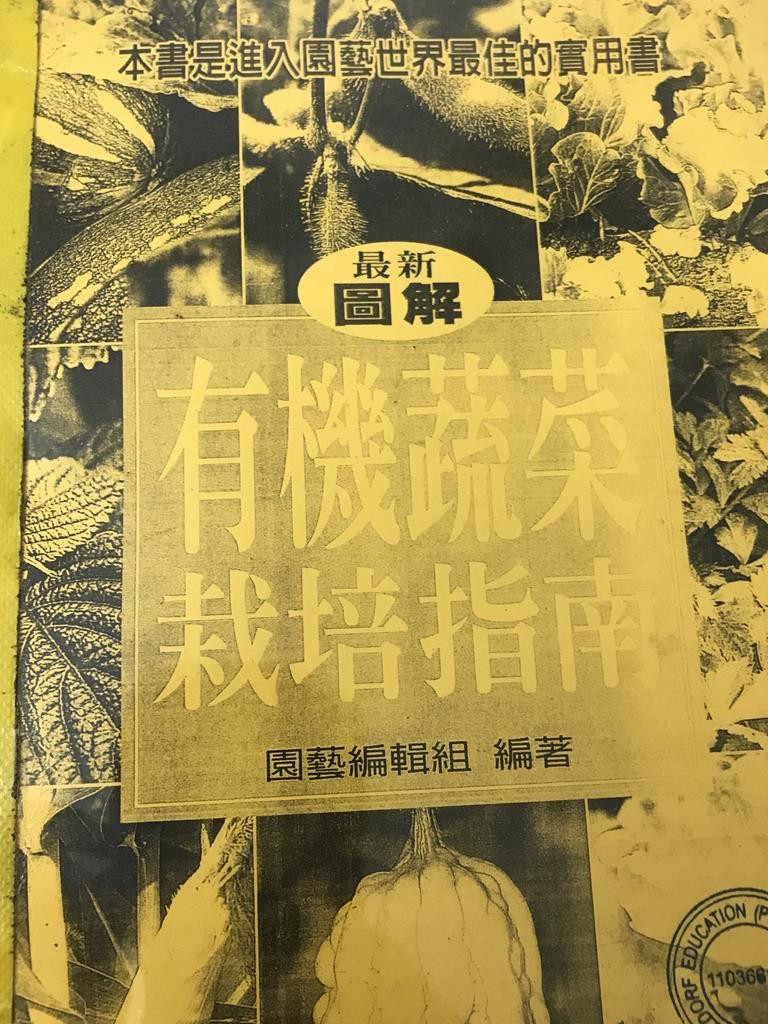 本書是進入園藝世界最佳的實用書
最新
圖解
有機蔬菜
栽培指南
園藝編輯組 編著
EDUCATION